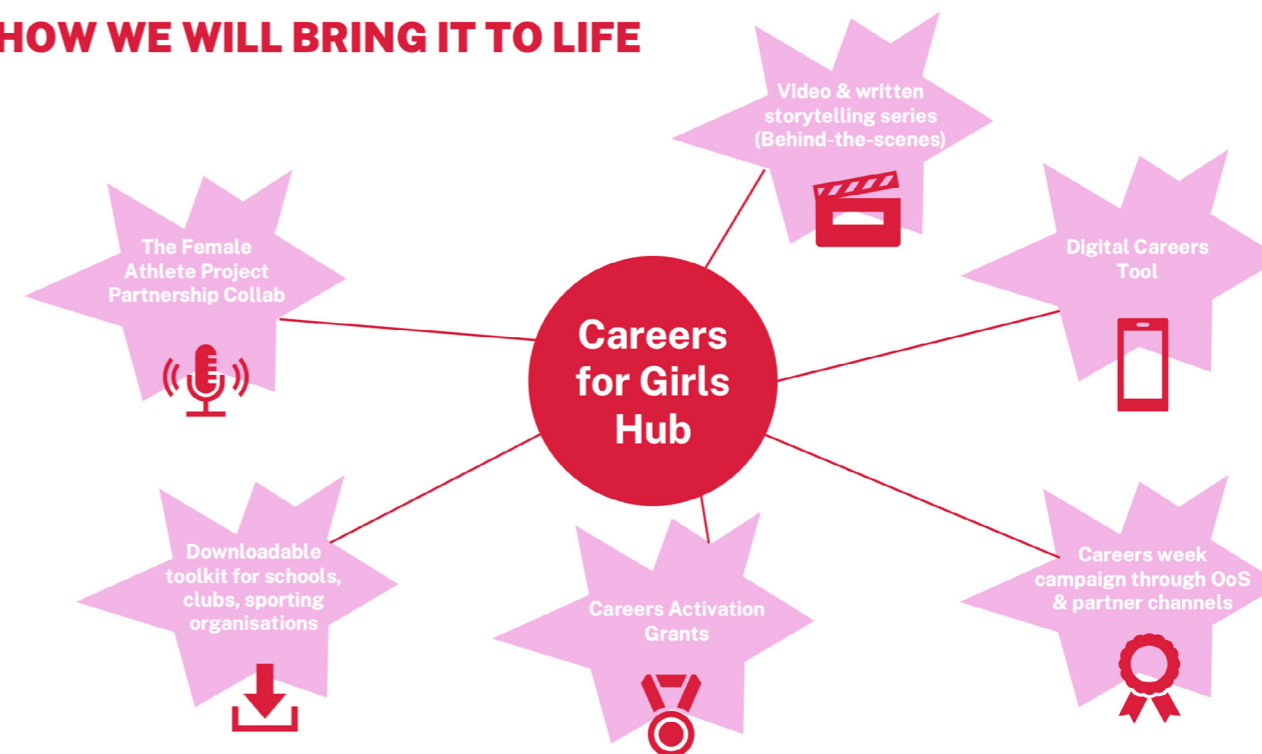 HOW WE WILL BRING IT TO LIFE
Video & written
storytelling series
(Behind-the-scenes)
The Female
Athlete Project
Partnership Collab
Digital Careers
Tool
Careers
for Girls
Hub
Downloadable
toolkit for schools,
clubs, sporting
organisations
Careers Activation
Grants
Careers week
campaign through OoS
& partner channels